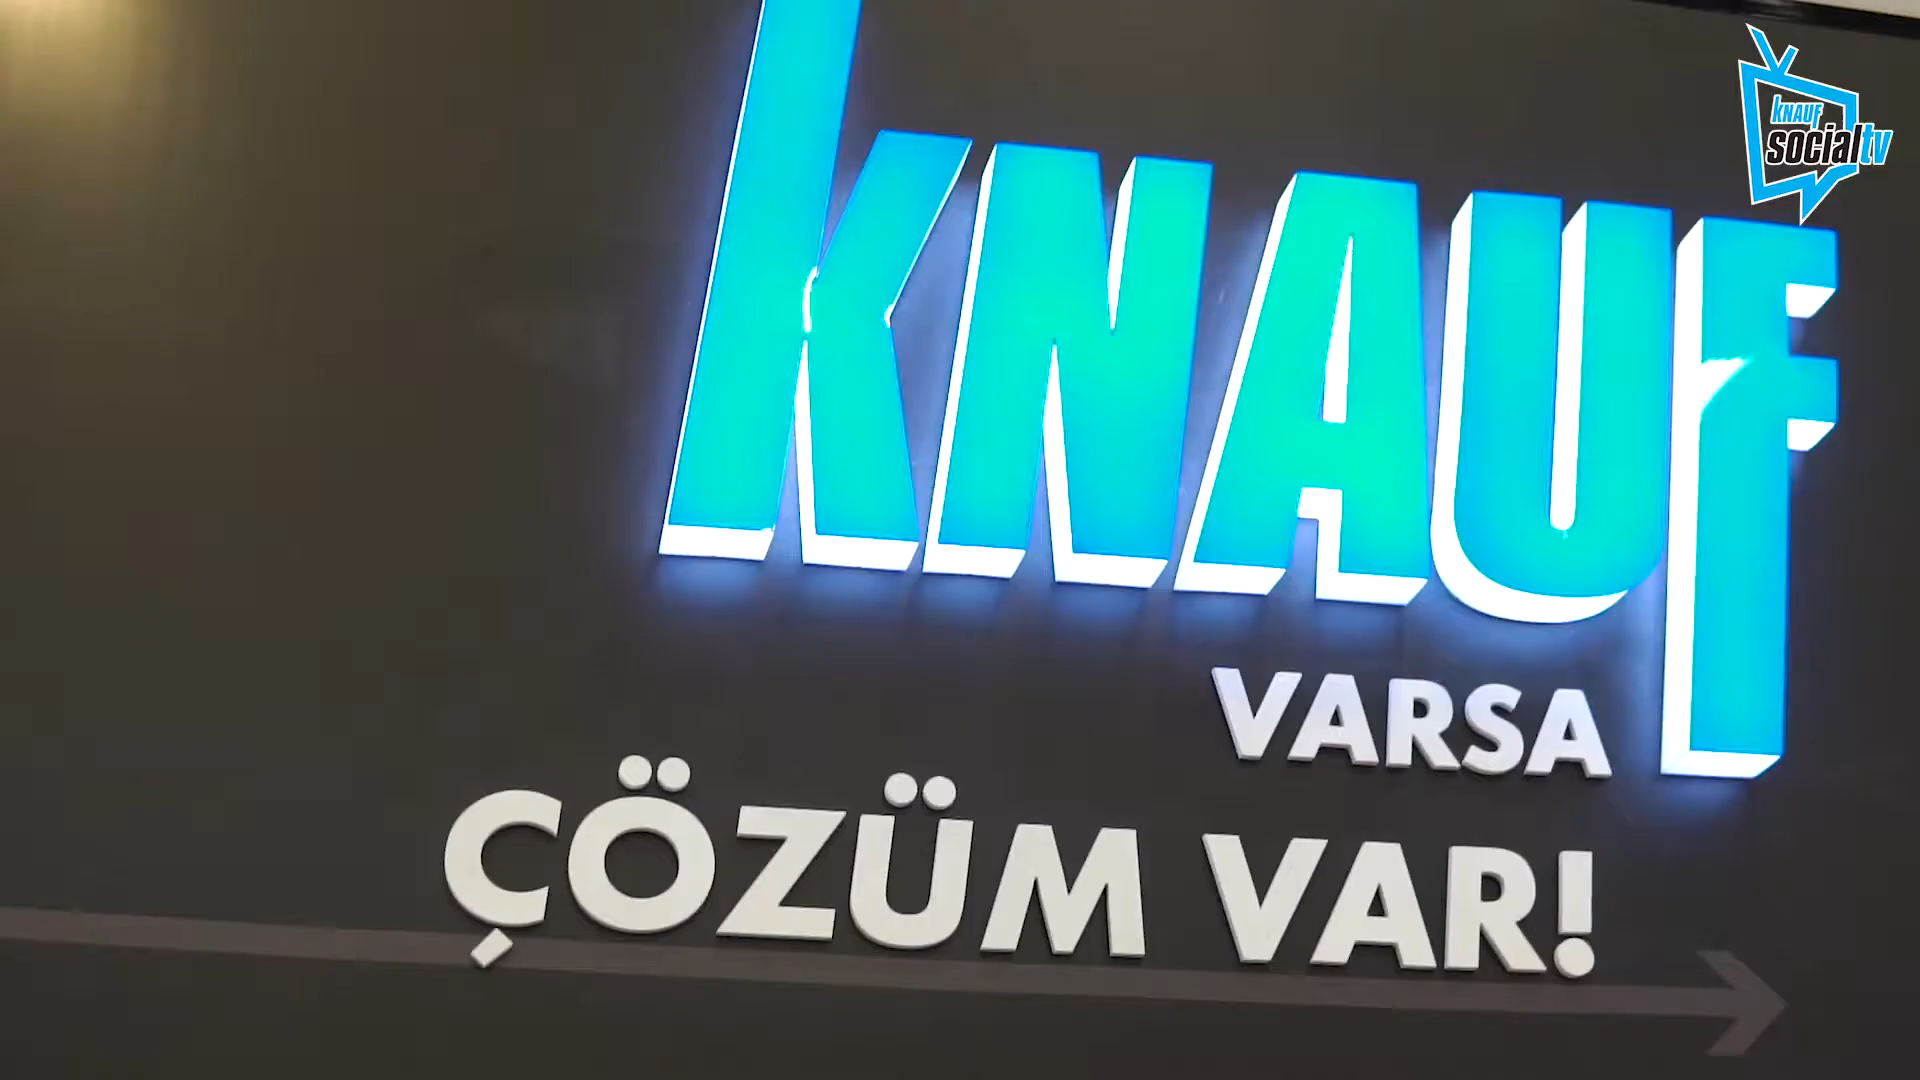 KNAUF
VARSA
ÇÖZÜM VAR!
KNAUF
socialtv